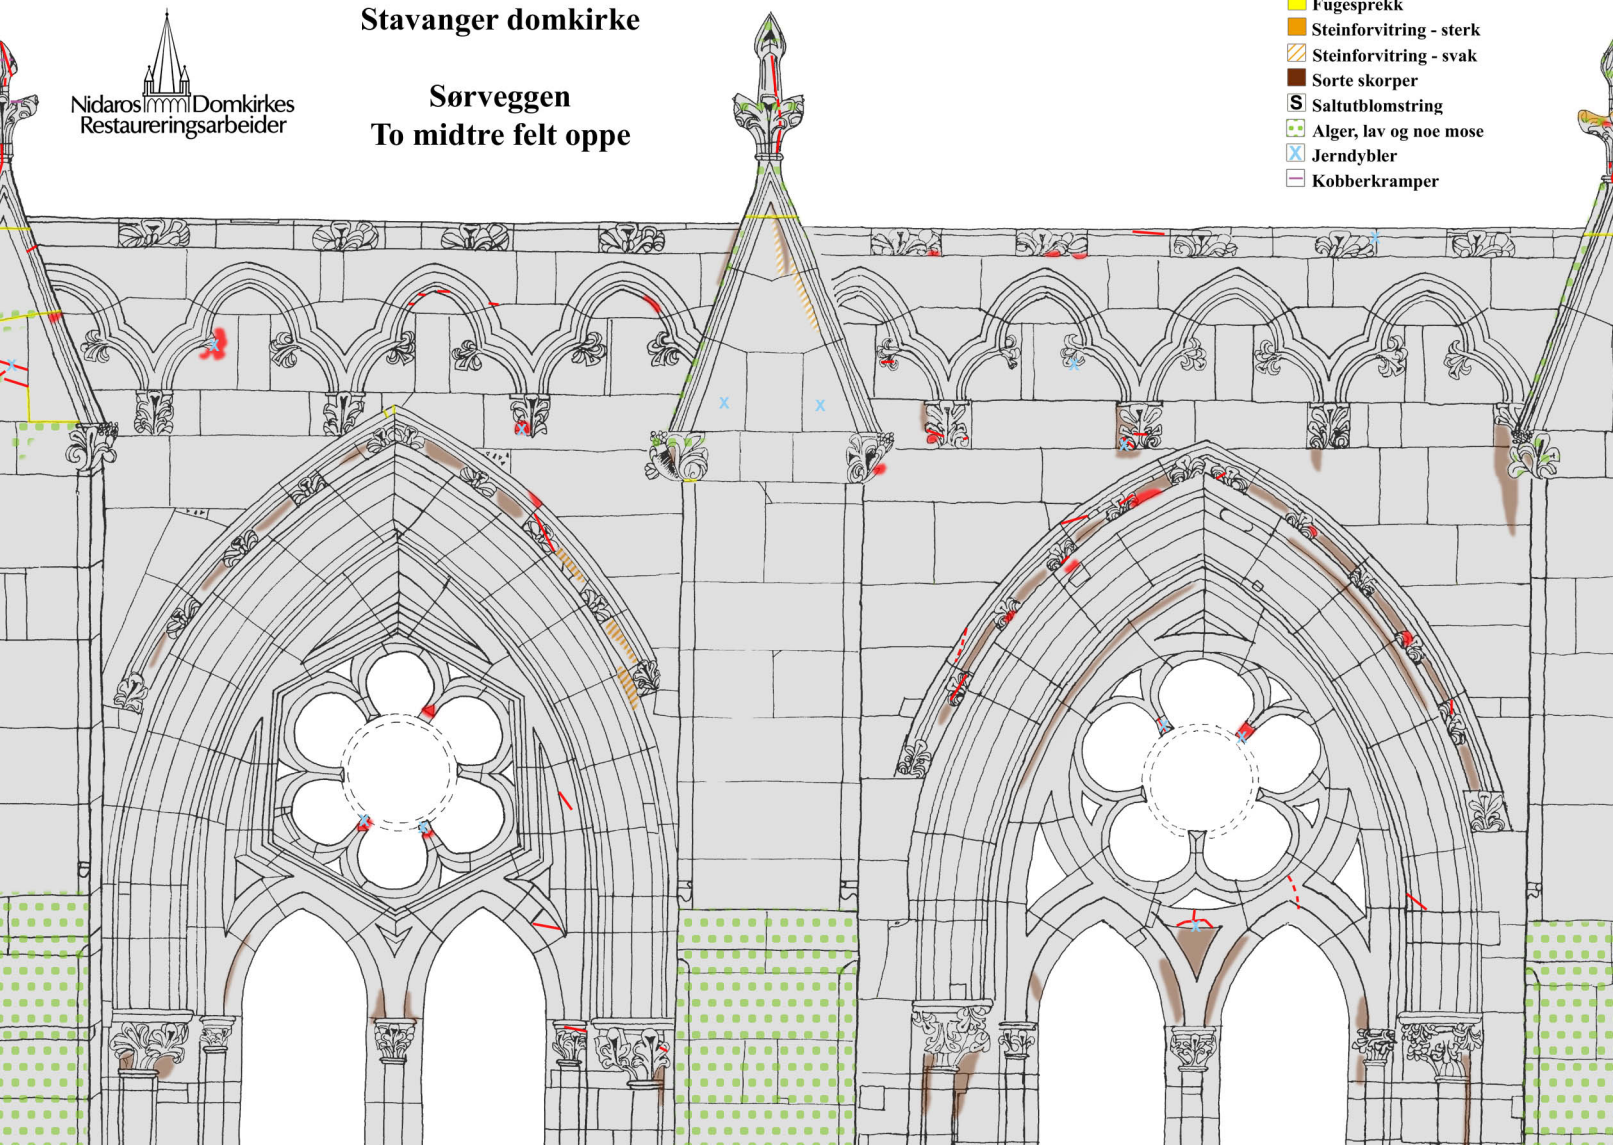 Stavanger domkirke
Sørveggen
To midtre felt oppe
Nidaros Domkirkes
Restaureringsarbeider
Fugesprekk
Steinforvitring - sterk
Steinforvitring - svak
Sorte skorper
S Saltutblomstring
Alger, lav og noe mose
X Jerndybler
Kobberkramper